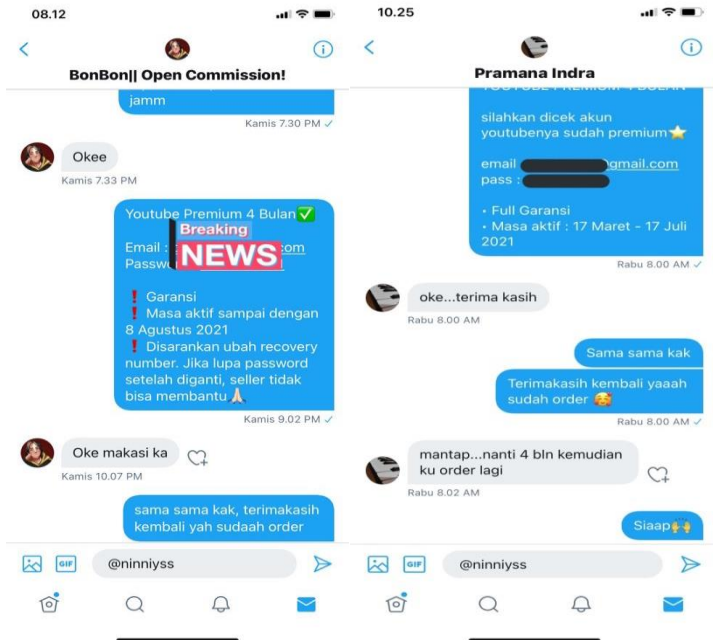 08.12
BonBon|| Open Commission!
jamm
Kamis 7.30 PM ✓
Okee
Kamis 7.33 PM
Youtube Premium 4 Bulan✅
Breaking
NEWS
Email : com
Passw
❗ Garansi
❗ Masa aktif sampai dengan
8 Agustus 2021
❗ Disarankan ubah recovery
number. Jika lupa password
setelah diganti, seller tidak
bisa membantu🙏🏻
Kamis 9.02 PM ✓
Oke makasi ka
Kamis 10.07 PM
sama sama kak, terimakasih
kembali yah sudaah order
GIF
@ninniyss
10.25
Pramana Indra
YOUTUBE PREMIUM 4 BULAN
silahkan dicek akun
youtubenya sudah premium⭐
email gmail.com
pass :
• Full Garansi
• Masa aktif : 17 Maret - 17 Juli
2021
Rabu 8.00 AM ✓
oke...terima kasih
Rabu 8.00 AM
Sama sama kak
Terimakasih kembali yaaah
sudah order 🥰
Rabu 8.00 AM ✓
mantap...nanti 4 bln kemudian
ku order lagi
Rabu 8.02 AM
Siaap🙌
GIF
@ninniyss